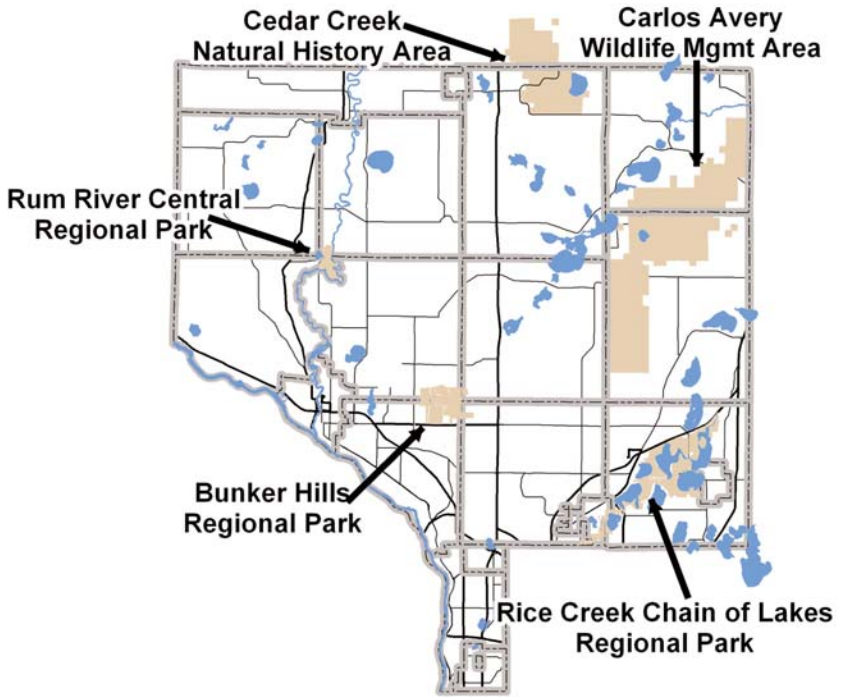 Cedar Creek
Natural History Area
Carlos Avery
Wildlife Mgmt Area
Rum River Central
Regional Park
Bunker Hills
Regional Park
Rice Creek Chain of Lakes
Regional Park